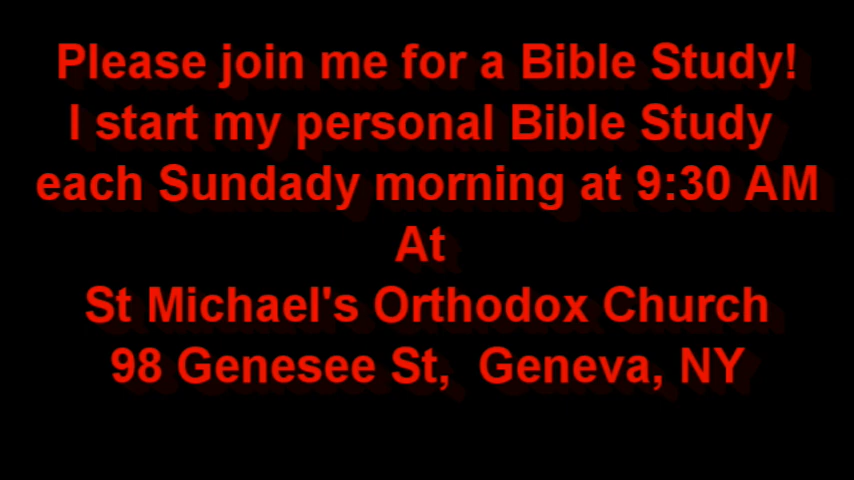 Please join me for a Bible Study!
I start my personal Bible Study
each Sundady morning at 9:30 AM
At
St Michael's Orthodox Church
98 Genesee St,  Geneva, NY